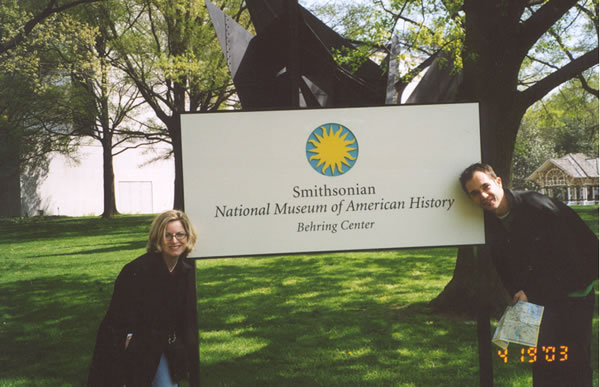 Smithsonian
National Museum of American History
Behring Center
4 19 '03